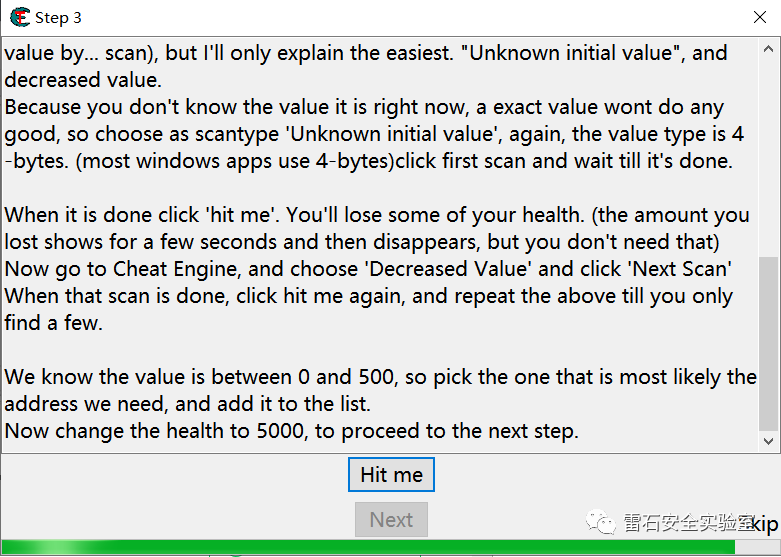 Step 3
value by... scan), but I'll only explain the easiest. "Unknown initial value", and
decreased value.
Because you don't know the value it is right now, a exact value wont do any
good, so choose as scantype 'Unknown initial value', again, the value type is 4
-bytes. (most windows apps use 4-bytes)click first scan and wait till it's done.
When it is done click 'hit me'. You'll lose some of your health. (the amount you
lost shows for a few seconds and then disappears, but you don't need that)
Now go to Cheat Engine, and choose 'Decreased Value' and click 'Next Scan'
When that scan is done, click hit me again, and repeat the above till you only
find a few.
We know the value is between 0 and 500, so pick the one that is most likely the
address we need, and add it to the list.
Now change the health to 5000, to proceed to the next step.
Hit me
Next
雷石安全实验室
kip